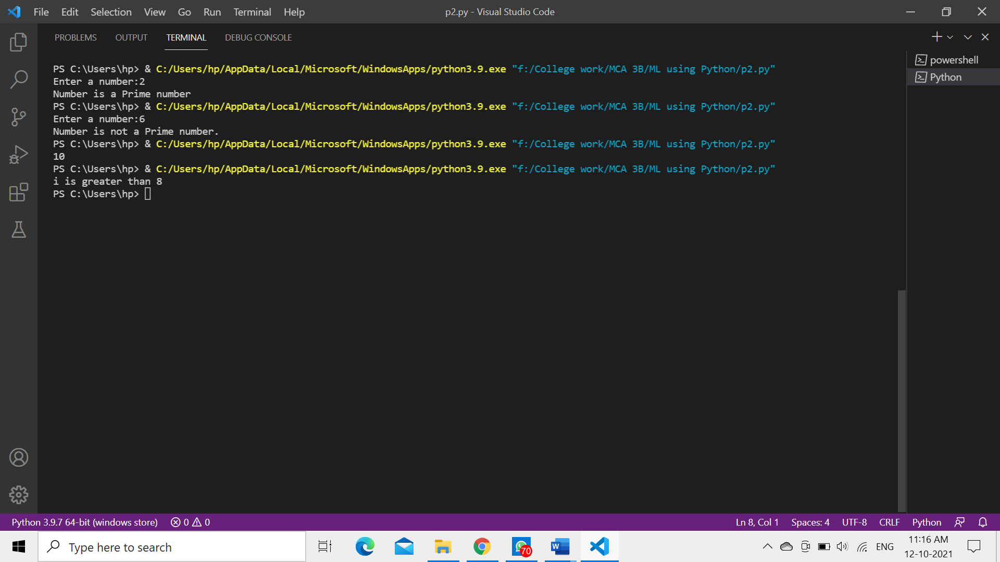 File Edit Selection View Go Run Terminal Help p2.py - Visual Studio Code
PROBLEMS OUTPUT TERMINAL DEBUG CONSOLE
PS C:\Users\hp> & C:/Users/hp/AppData/Local/Microsoft/WindowsApps/python3.9.exe "f:/College work/MCA 3B/ML using Python/p2.py"
Enter a number:2
Number is a Prime number
PS C:\Users\hp> & C:/Users/hp/AppData/Local/Microsoft/WindowsApps/python3.9.exe "f:/College work/MCA 3B/ML using Python/p2.py"
Enter a number:6
Number is not a Prime number.
PS C:\Users\hp> & C:/Users/hp/AppData/Local/Microsoft/WindowsApps/python3.9.exe "f:/College work/MCA 3B/ML using Python/p2.py"
10
PS C:\Users\hp> & C:/Users/hp/AppData/Local/Microsoft/WindowsApps/python3.9.exe "f:/College work/MCA 3B/ML using Python/p2.py"
i is greater than 8
PS C:\Users\hp>
powershell
Python
Python 3.9.7 64-bit (windows store) 0 0 Ln 8, Col 1 Spaces: 4 UTF-8 CRLF Python
Type here to search 70 W ENG 11:16 AM
12-10-2021